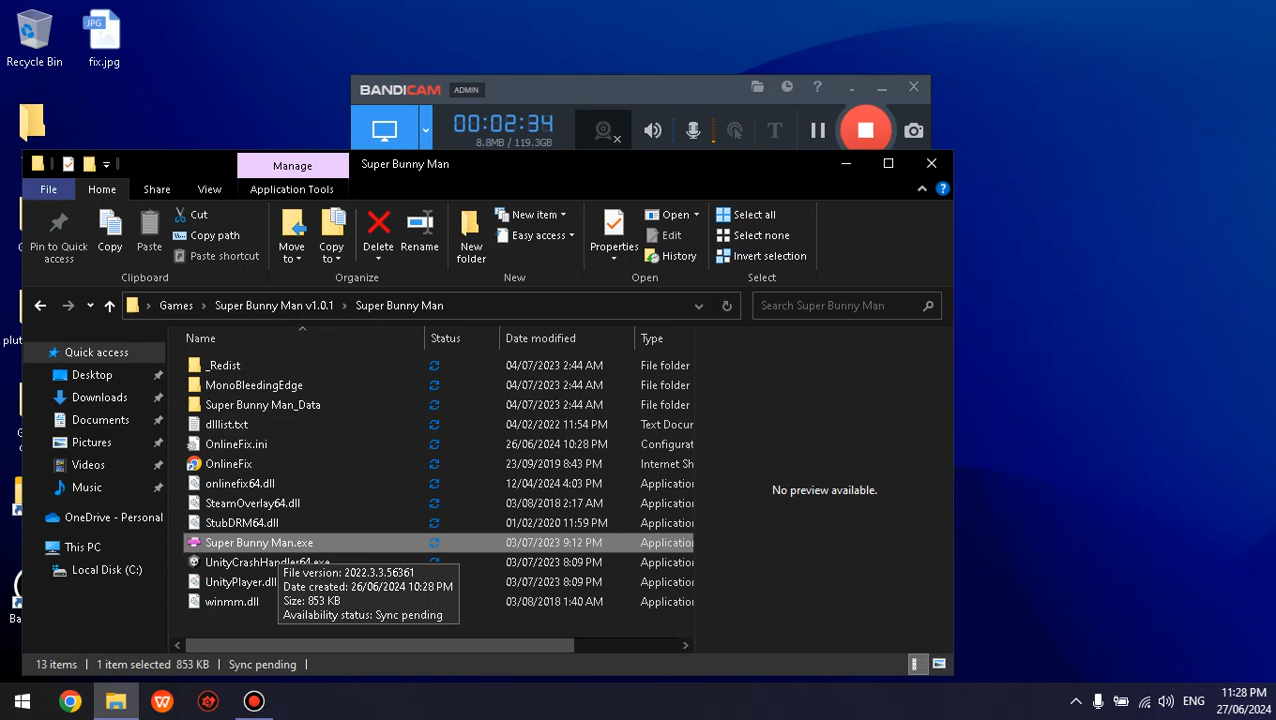 Recycle Bin
JPG
fix.jpg
BANDICAM ADMIN
?
00:02:34
8.8MB / 119.3GB
T
Manage
Super Bunny Man
File
Home
Share
View
Application Tools
Pin to Quick access
Copy
Paste
Cut
Copy path
Paste shortcut
Clipboard
Move to
Copy to
Delete
Rename
Organize
New folder
New item
Easy access
New
Properties
Open
Edit
History
Open
Select all
Select none
Invert selection
Select
Games > Super Bunny Man v1.0.1 > Super Bunny Man
Search Super Bunny Man
Name Status Date modified Type
Quick access
Desktop
Downloads
Documents
Pictures
Videos
Music
OneDrive - Personal
This PC
Local Disk (C:)
_Redist 04/07/2023 2:44 AM File folder
MonoBleedingEdge 04/07/2023 2:44 AM File folder
Super Bunny Man_Data 04/07/2023 2:44 AM File folder
dlllist.txt 04/02/2022 11:54 PM Text Docur
OnlineFix.ini 26/06/2024 10:28 PM Configurat
OnlineFix 23/09/2019 8:43 PM Internet Sh
onlinefix64.dll 12/04/2024 4:03 PM Application
SteamOverlay64.dll 03/08/2018 2:17 AM Application
StubDRM64.dll 01/02/2020 11:59 PM Application
Super Bunny Man.exe 03/07/2023 9:12 PM Application
UnityCrashHandler64.exe 03/07/2023 8:09 PM Application
UnityPlayer.dll 03/07/2023 8:09 PM Application
winmm.dll 03/08/2018 1:40 AM Application
File version: 2022.3.3.56361
Date created: 26/06/2024 10:28 PM
Size: 853 KB
Availability status: Sync pending
No preview available.
13 items 1 item selected 853 KB Sync pending
plut
ENG
11:28 PM
27/06/2024